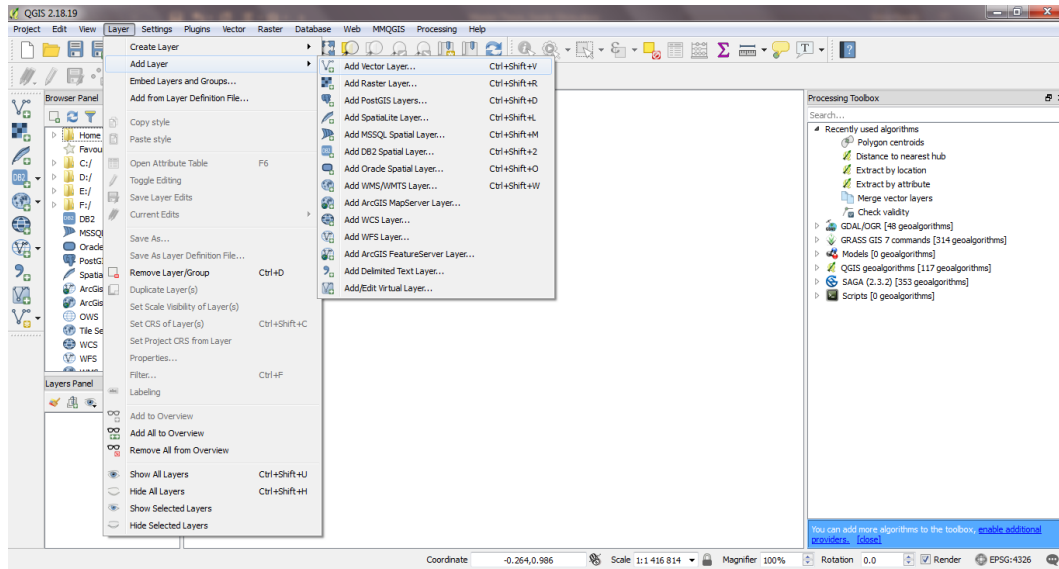 QGIS 2.18.19
Project Edit View Layer Settings Plugins Vector Raster Database Web MMQGIS Processing Help
Create Layer
Add Layer
Embed Layers and Groups...
Add from Layer Definition File...
Copy style
Paste style
Open Attribute Table F6
Toggle Editing
Save Layer Edits
Current Edits
Save As...
Save As Layer Definition File...
Remove Layer/Group Ctrl+D
Duplicate Layer(s)
Set Scale Visibility of Layer(s)
Set CRS of Layer(s) Ctrl+Shift+C
Set Project CRS from Layer
Properties...
Filter... Ctrl+F
Labeling
Add to Overview
Add All to Overview
Remove All from Overview
Show All Layers Ctrl+Shift+U
Hide All Layers Ctrl+Shift+H
Show Selected Layers
Hide Selected Layers
Add Vector Layer... Ctrl+Shift+V
Add Raster Layer... Ctrl+Shift+R
Add PostGIS Layers... Ctrl+Shift+D
Add SpatiaLite Layer... Ctrl+Shift+L
Add MSSQL Spatial Layer... Ctrl+Shift+M
Add DB2 Spatial Layer... Ctrl+Shift+2
Add Oracle Spatial Layer... Ctrl+Shift+O
Add WMS/WMTS Layer... Ctrl+Shift+W
Add ArcGIS MapServer Layer...
Add WCS Layer...
Add WFS Layer...
Add ArcGIS FeatureServer Layer...
Add Delimited Text Layer...
Add/Edit Virtual Layer...
Browser Panel
Home
Favou
C:/
D:/
E:/
F:/
DB2
MSSQ
Oracle
PostG
Spatia
ArcGis
ArcGis
OWS
Tile Se
WCS
WFS
Layers Panel
Processing Toolbox
Search...
Recently used algorithms
Polygon centroids
Distance to nearest hub
Extract by location
Extract by attribute
Merge vector layers
Check validity
GDAL/OGR [48 geoalgorithms]
GRASS GIS 7 commands [314 geoalgorithms]
Models [0 geoalgorithms]
QGIS geoalgorithms [117 geoalgorithms]
SAGA (2.3.2) [353 geoalgorithms]
Scripts [0 geoalgorithms]
You can add more algorithms to the toolbox, enable additional
providers. [close]
Coordinate -0.264,0.986 Scale 1:1 416 814 Magnifier 100% Rotation 0.0 Render EPSG:4326